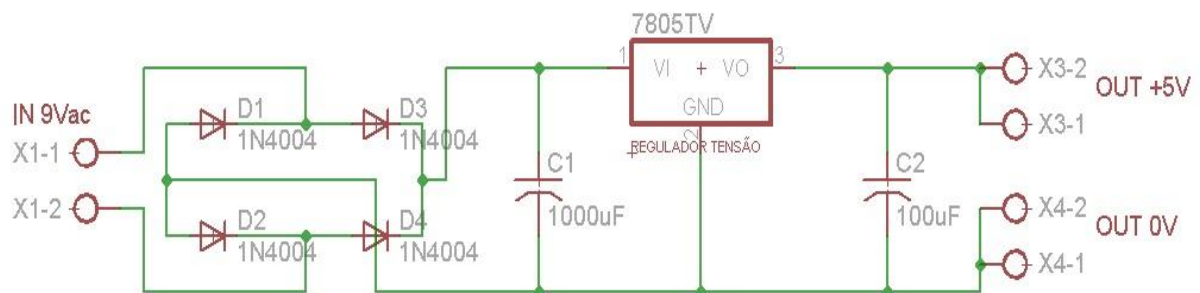 7805TV
1
3
VI + VO
GND
2
REGULADOR TENSÃO
IN 9Vac
X1-1
X1-2
D1
1N4004
D3
1N4004
D2
1N4004
D4
1N4004
C1
1000uF
C2
100uF
X3-2
OUT +5V
X3-1
X4-2
OUT 0V
X4-1